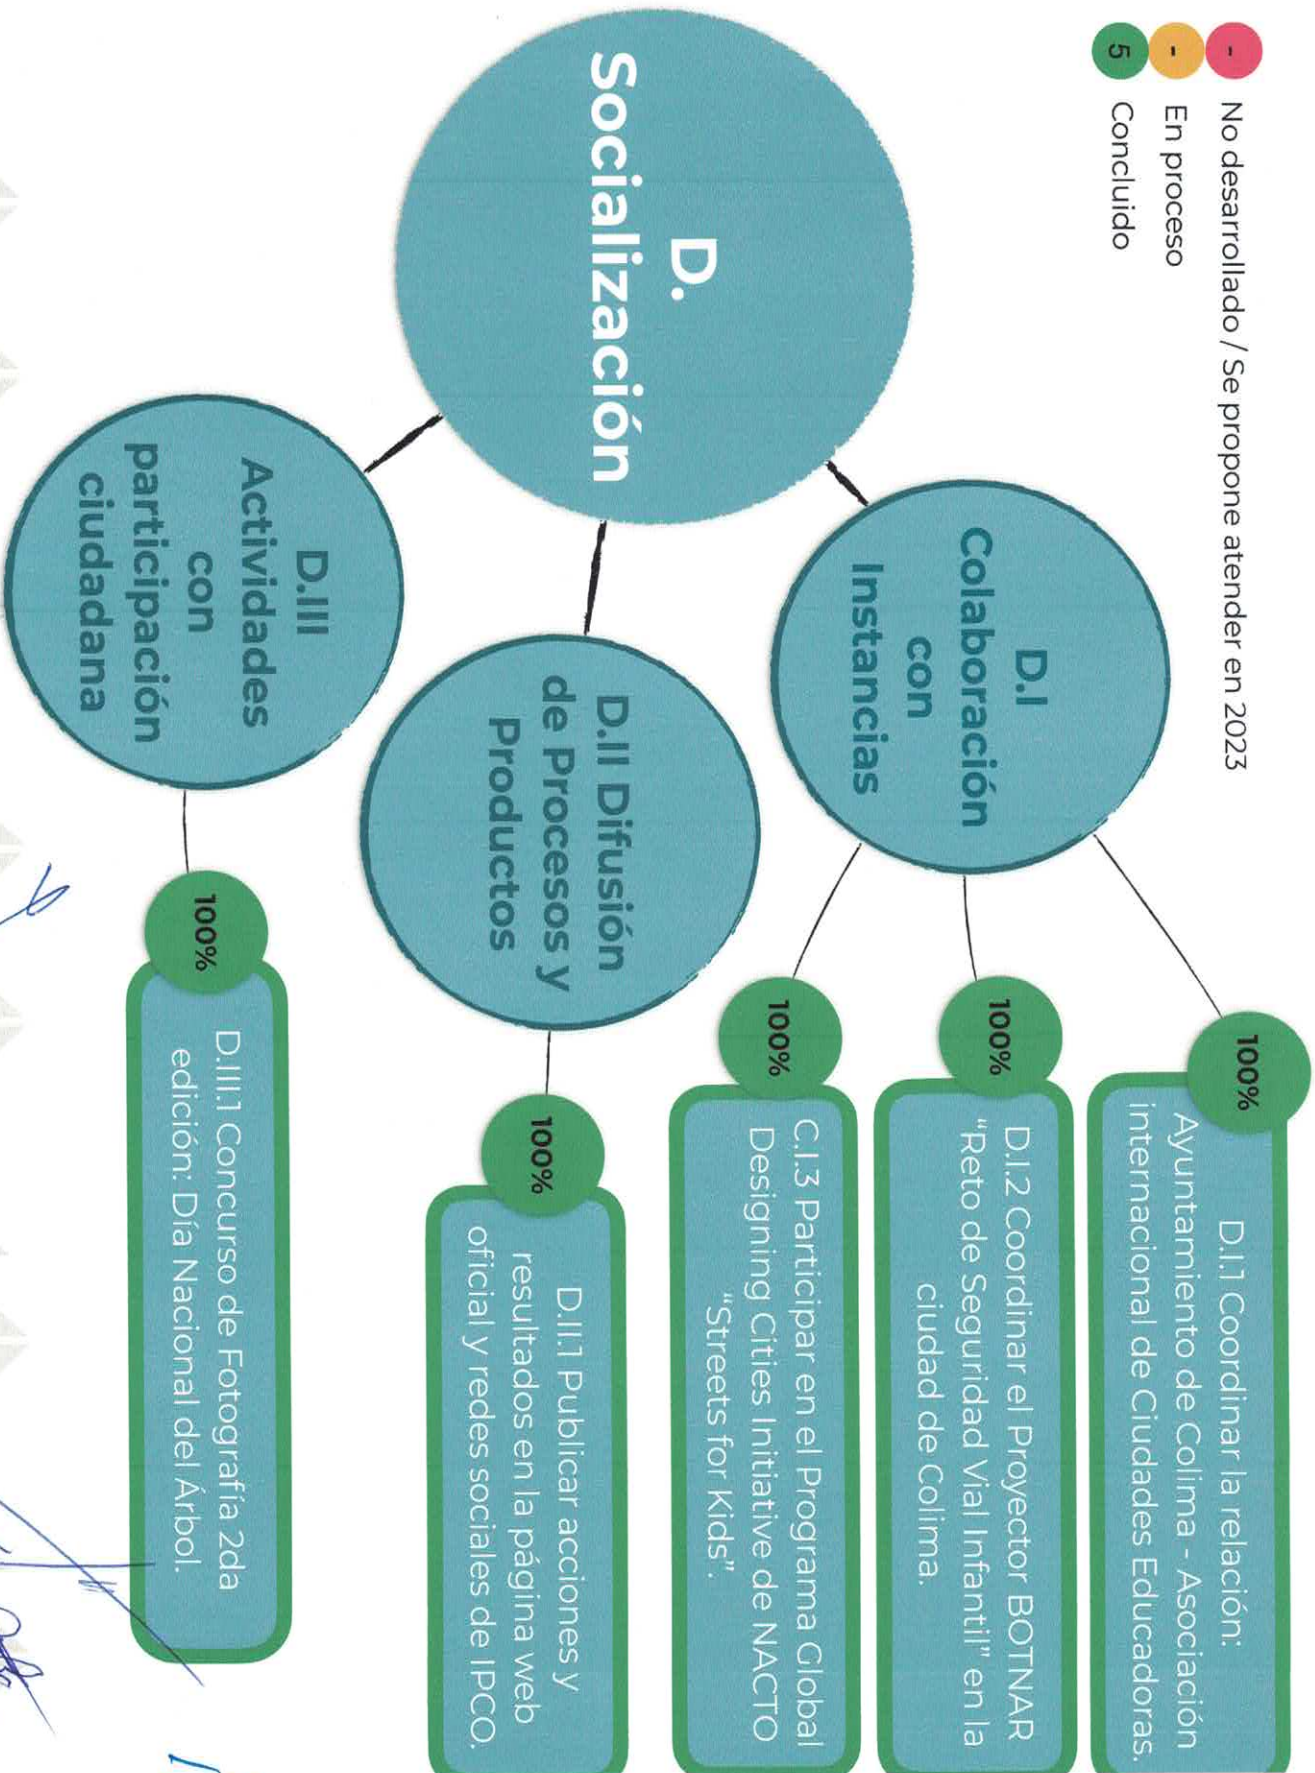 - No desarrollado / Se propone atender en 2023
- En proceso
5 Concluido
D.
Socialización
D.I
Colaboración
con
Instancias
100%
D.I.1 Coordinar la relación:
Ayuntamiento de Colima - Asociación
internacional de Ciudades Educadoras.
100%
D.I.2 Coordinar el Proyector BOTNAR
“Reto de Seguridad Vial Infantil” en la
ciudad de Colima.
100%
C.I.3 Participar en el Programa Global
Designing Cities Initiative de NACTO
“Streets for Kids”.
D.II Difusión
de Procesos y
Productos
100%
D.II.1 Publicar acciones y
resultados en la página web
oficial y redes sociales de IPCO.
D.III
Actividades
con
participación
ciudadana
100%
D.III.1 Concurso de Fotografía 2da
edición: Día Nacional del Árbol.